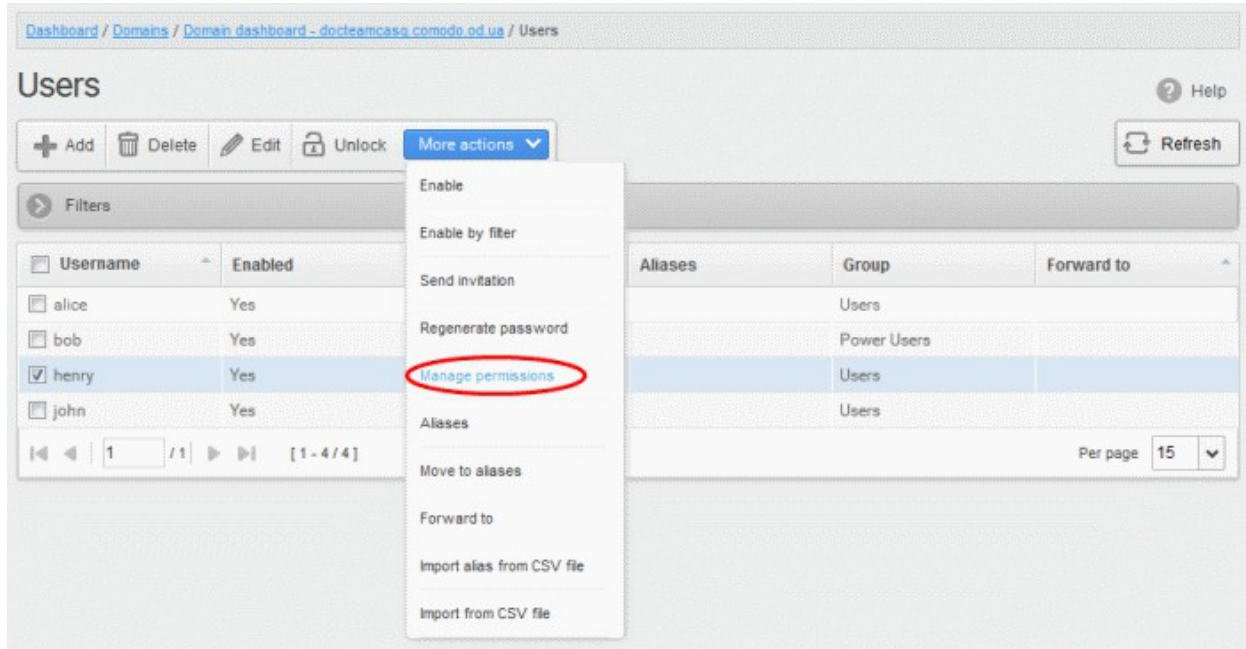 Dashboard / Domains / Domain dashboard - docteamcasg.comodo.od.ua / Users
Users
Help
Add Delete Edit Unlock More actions
Refresh
Enable
Filters
Enable by filter
Username Enabled Aliases Group Forward to
Send invitation
alice Yes Users
Regenerate password
bob Yes Power Users
henry Yes Manage permissions Users
john Yes Users
Aliases
1 / 1 [ 1 - 4 / 4 ] Per page 15
Move to aliases
Forward to
Import alias from CSV file
Import from CSV file